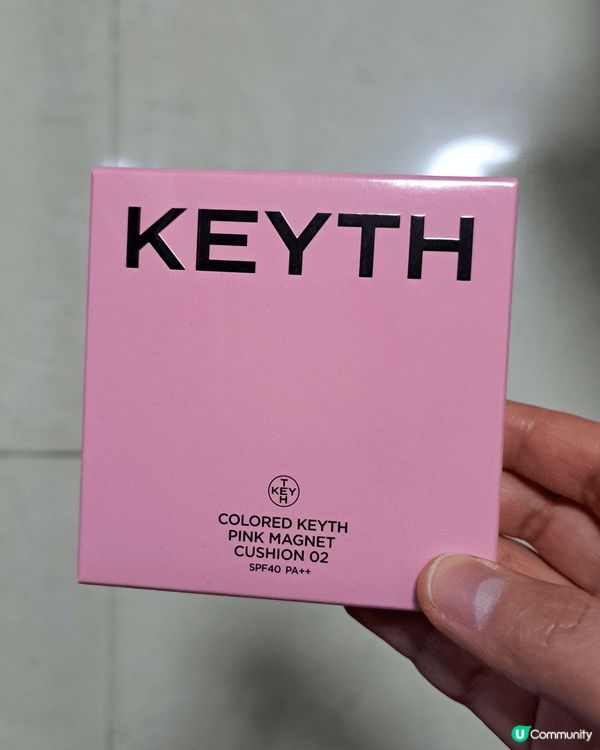 KEYTH
T
KEY
H
COLORED KEYTH
PINK MAGNET
CUSHION 02
SPF40 PA++
U Community